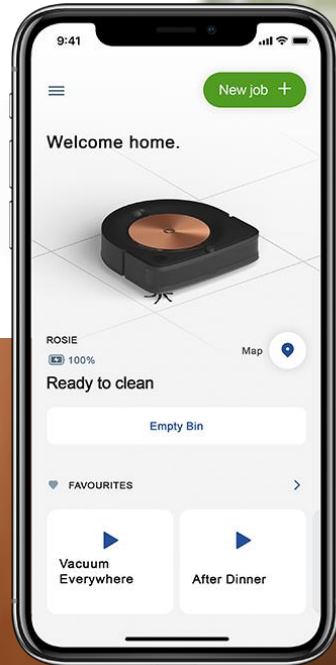 9:41
New job +
Welcome home.
ROSIE
100%
Map
Ready to clean
Empty Bin
FAVOURITES
Vacuum
Everywhere
After Dinner